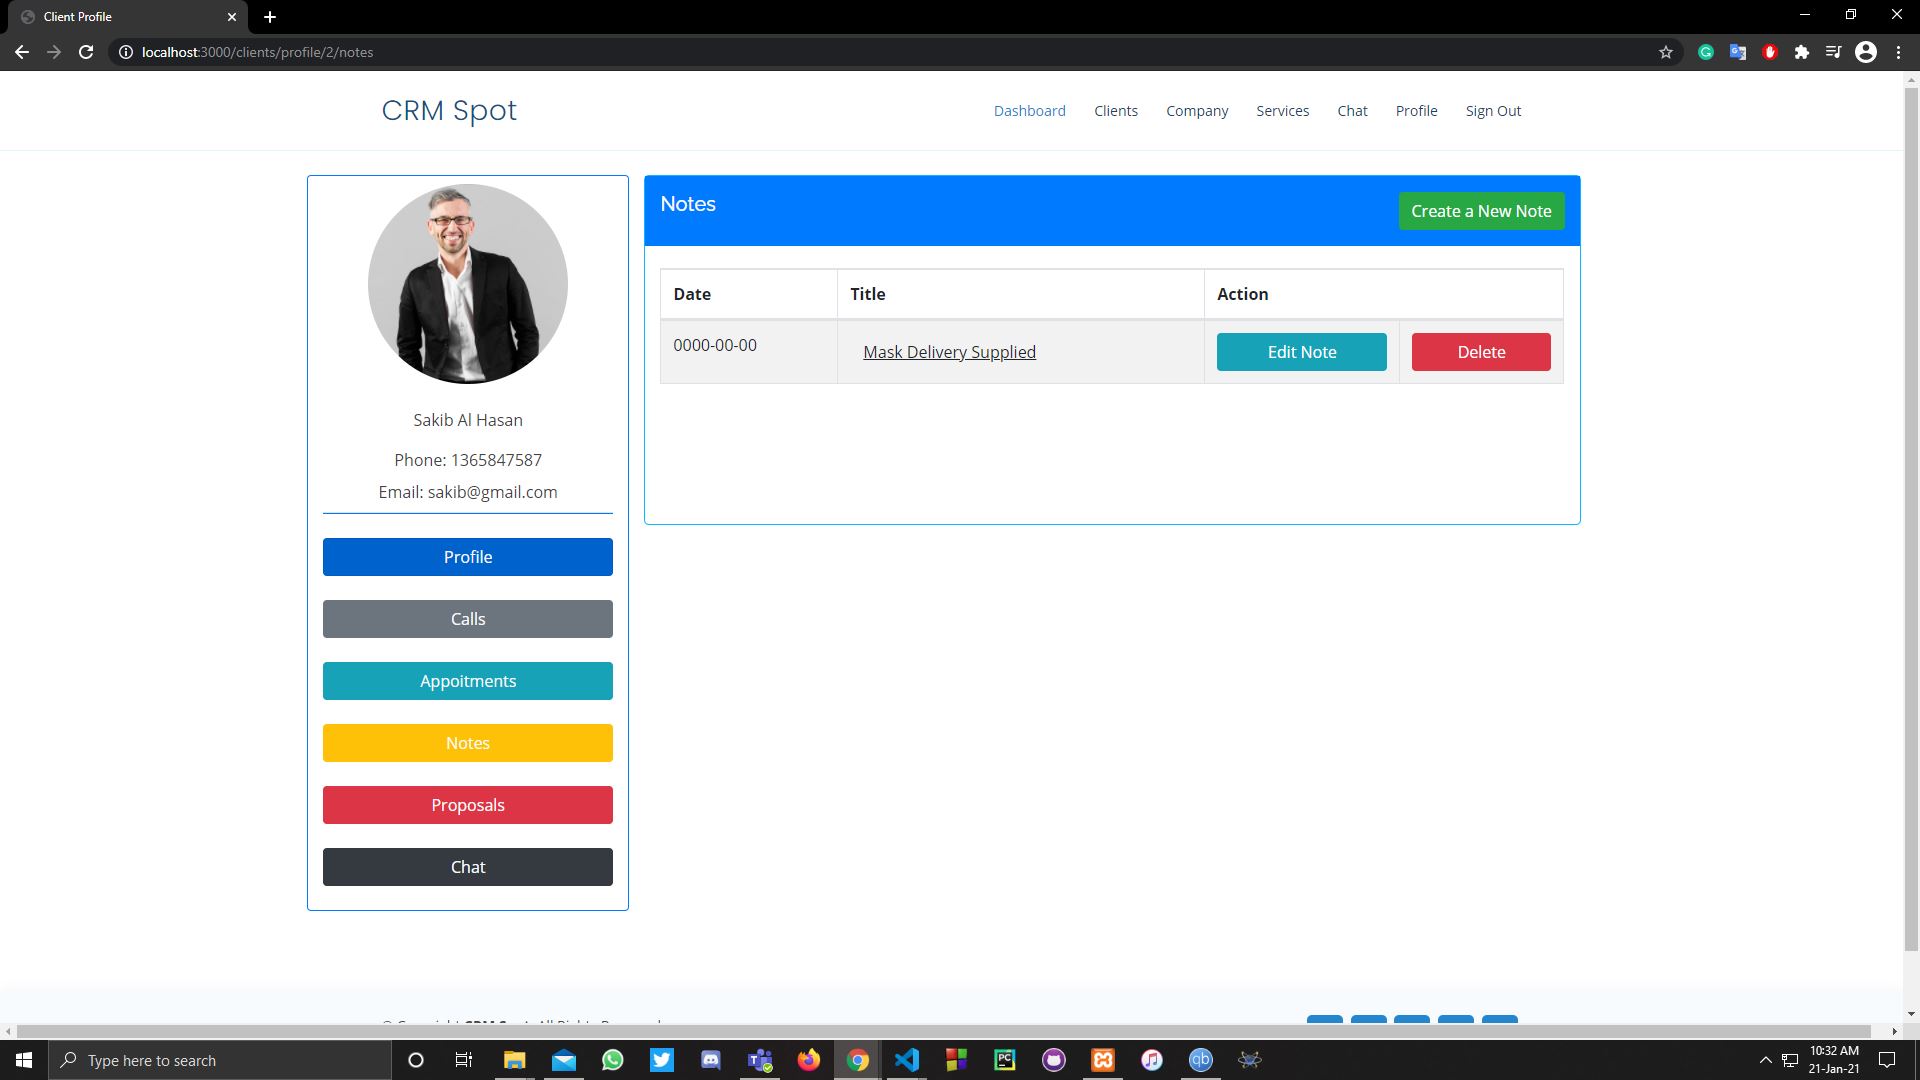 Client Profile
localhost:3000/clients/profile/2/notes
CRM Spot
Dashboard Clients Company Services Chat Profile Sign Out
Sakib Al Hasan
Phone: 1365847587
Email: sakib@gmail.com
Profile
Calls
Appoitments
Notes
Proposals
Chat
Notes
Create a New Note
Date Title Action
0000-00-00 Mask Delivery Supplied Edit Note Delete
Type here to search
10:32 AM
21-Jan-21